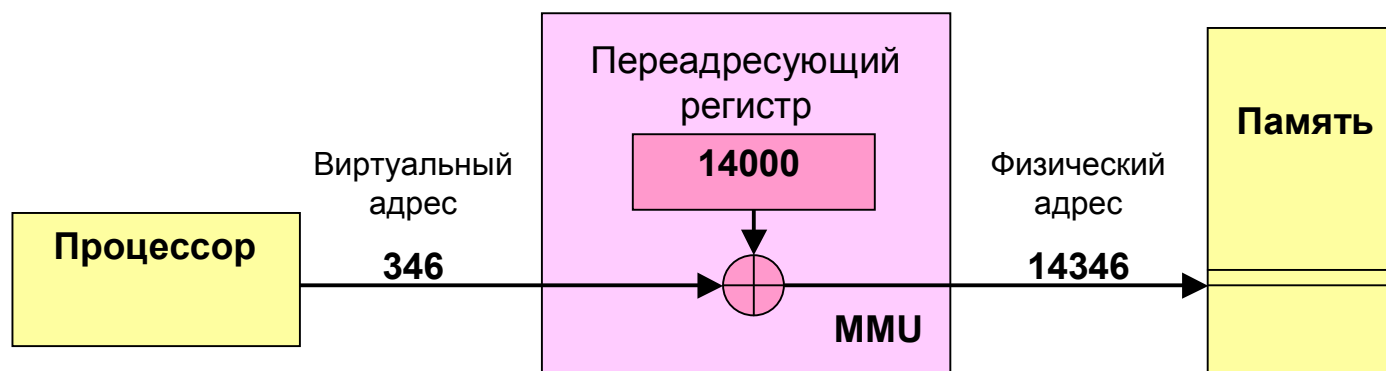 Процессор
Виртуальный
адрес
346
Переадресующий
регистр
14000
MMU
Физический
адрес
14346
Память